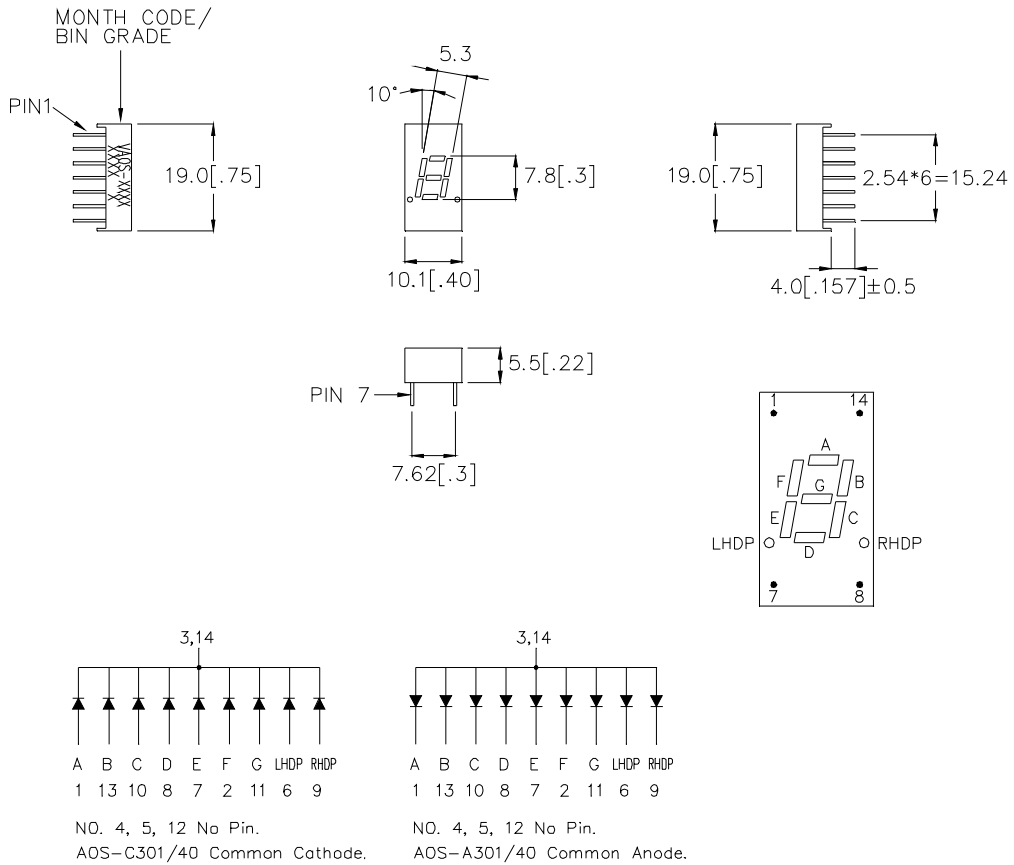 MONTH CODE/
BIN GRADE
PIN1
VAOS-XXXX
XXX X
19.0[.75]
5.3
10°
7.8[.3]
10.1[.40]
19.0[.75]
2.54*6=15.24
4.0[.157]±0.5
5.5[.22]
PIN 7
7.62[.3]
1 14
A
F B
G
E C
LHDP RHDP
D
7 8
3,14
A B C D E F G LHDP RHDP
1 13 10 8 7 2 11 6 9
NO. 4, 5, 12 No Pin.
AOS-C301/40 Common Cathode.
3,14
A B C D E F G LHDP RHDP
1 13 10 8 7 2 11 6 9
NO. 4, 5, 12 No Pin.
AOS-A301/40 Common Anode.